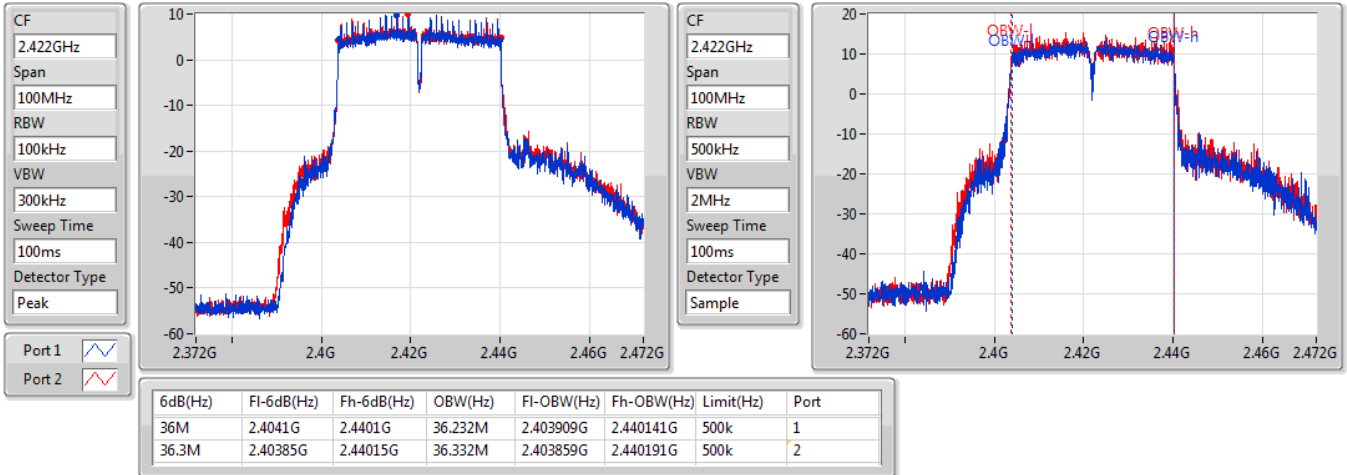 CF
2.422GHz
Span
100MHz
RBW
100kHz
VBW
300kHz
Sweep Time
100ms
Detector Type
Peak
Port 1
Port 2
10
0
-10
-20
-30
-40
-50
-60
2.372G 2.4G 2.42G 2.44G 2.46G 2.472G
CF
2.422GHz
Span
100MHz
RBW
500kHz
VBW
2MHz
Sweep Time
100ms
Detector Type
Sample
20
10
0
-10
-20
-30
-40
-50
-60
OBW-l OBW-h
OBW-l OBW-h
2.372G 2.4G 2.42G 2.44G 2.46G 2.472G
6dB(Hz) Fl-6dB(Hz) Fh-6dB(Hz) OBW(Hz) Fl-OBW(Hz) Fh-OBW(Hz) Limit(Hz) Port
36M 2.4041G 2.4401G 36.232M 2.403909G 2.440141G 500k 1
36.3M 2.40385G 2.44015G 36.332M 2.403859G 2.440191G 500k 2